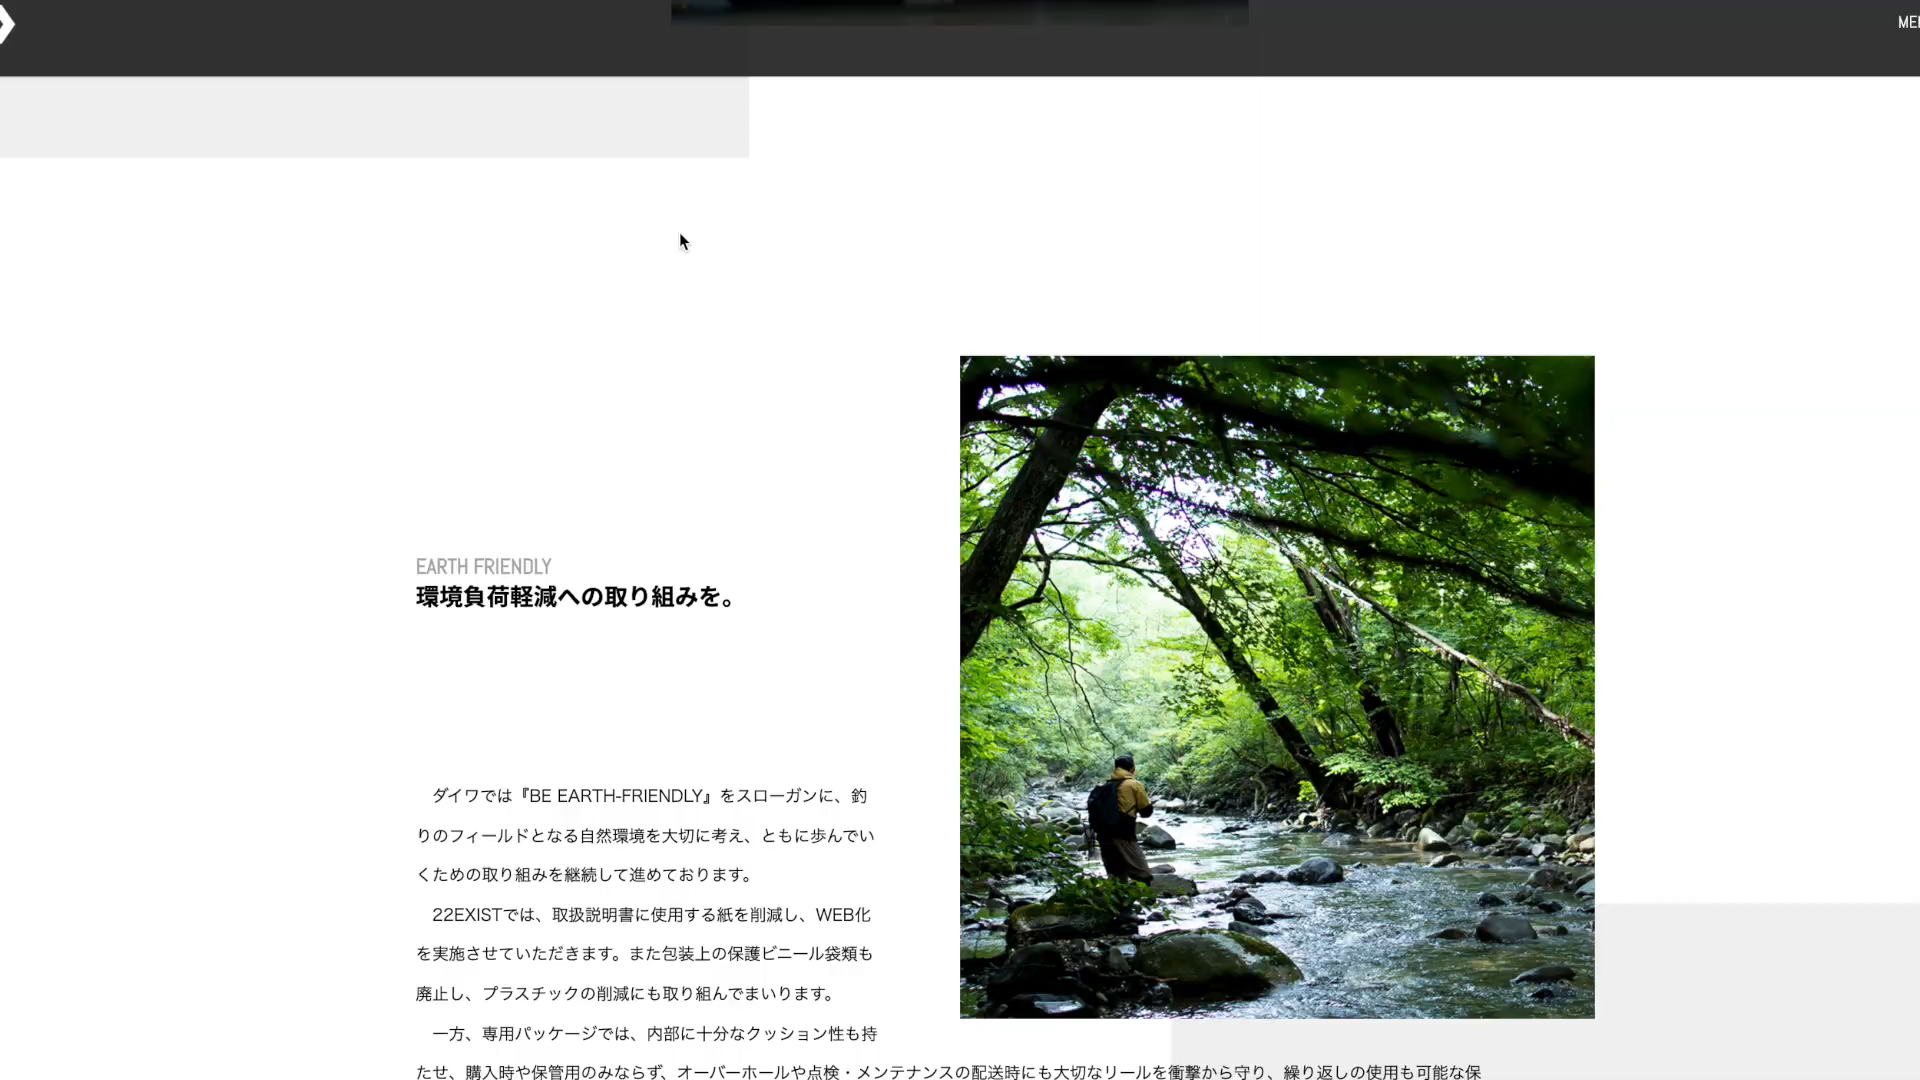 EARTH FRIENDLY
環境負荷軽減への取り組みを。
ダイワでは『BE EARTH-FRIENDLY』をスローガンに、釣
りのフィールドとなる自然環境を大切に考え、ともに歩んでい
くための取り組みを継続して進めております。
22EXISTでは、取扱説明書に使用する紙を削減し、WEB化
を実施させていただきます。また包装上の保護ビニール袋類も
廃止し、プラスチックの削減にも取り組んでまいります。
一方、専用パッケージでは、内部に十分なクッション性も持
たせ、購入時や保管用のみならず、オーバーホールや点検・メンテナンスの配送時にも大切なリールを衝撃から守り、繰り返しの使用も可能な保